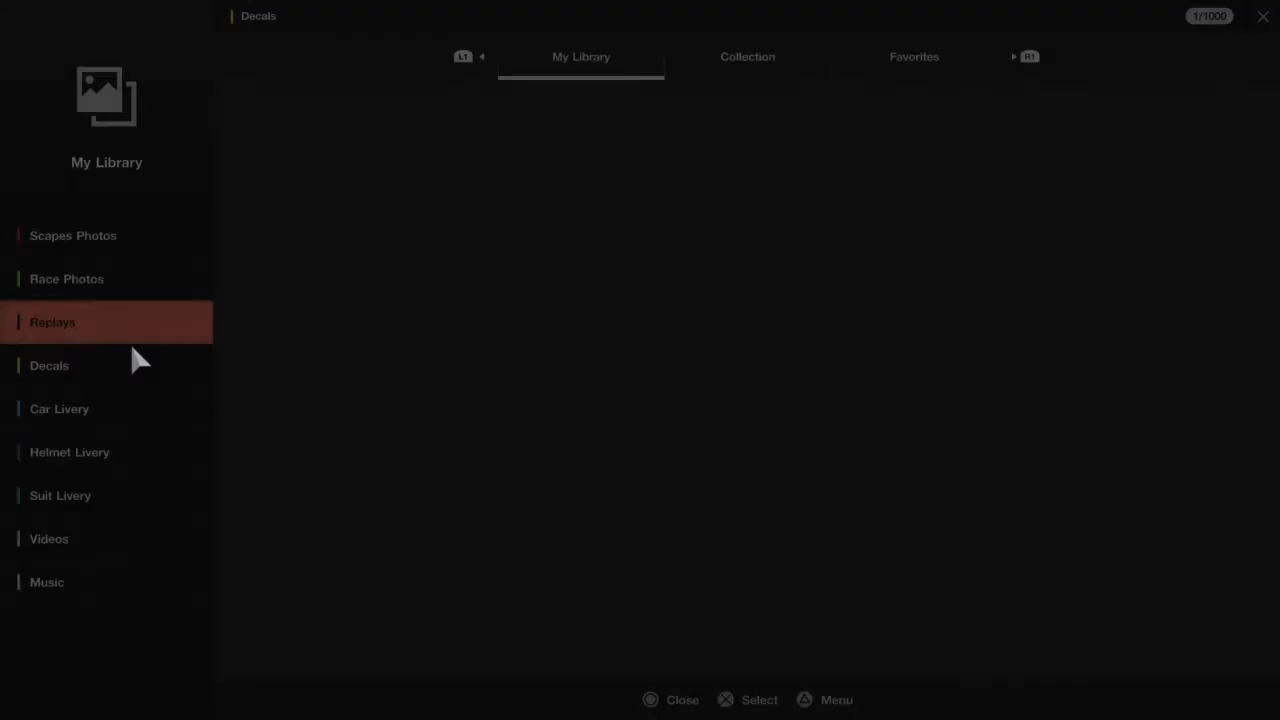 Decals
1/1000
L1
My Library
Collection
Favorites
R1
My Library
Scapes Photos
Race Photos
Replays
Decals
Car Livery
Helmet Livery
Suit Livery
Videos
Music
Close
Select
Menu